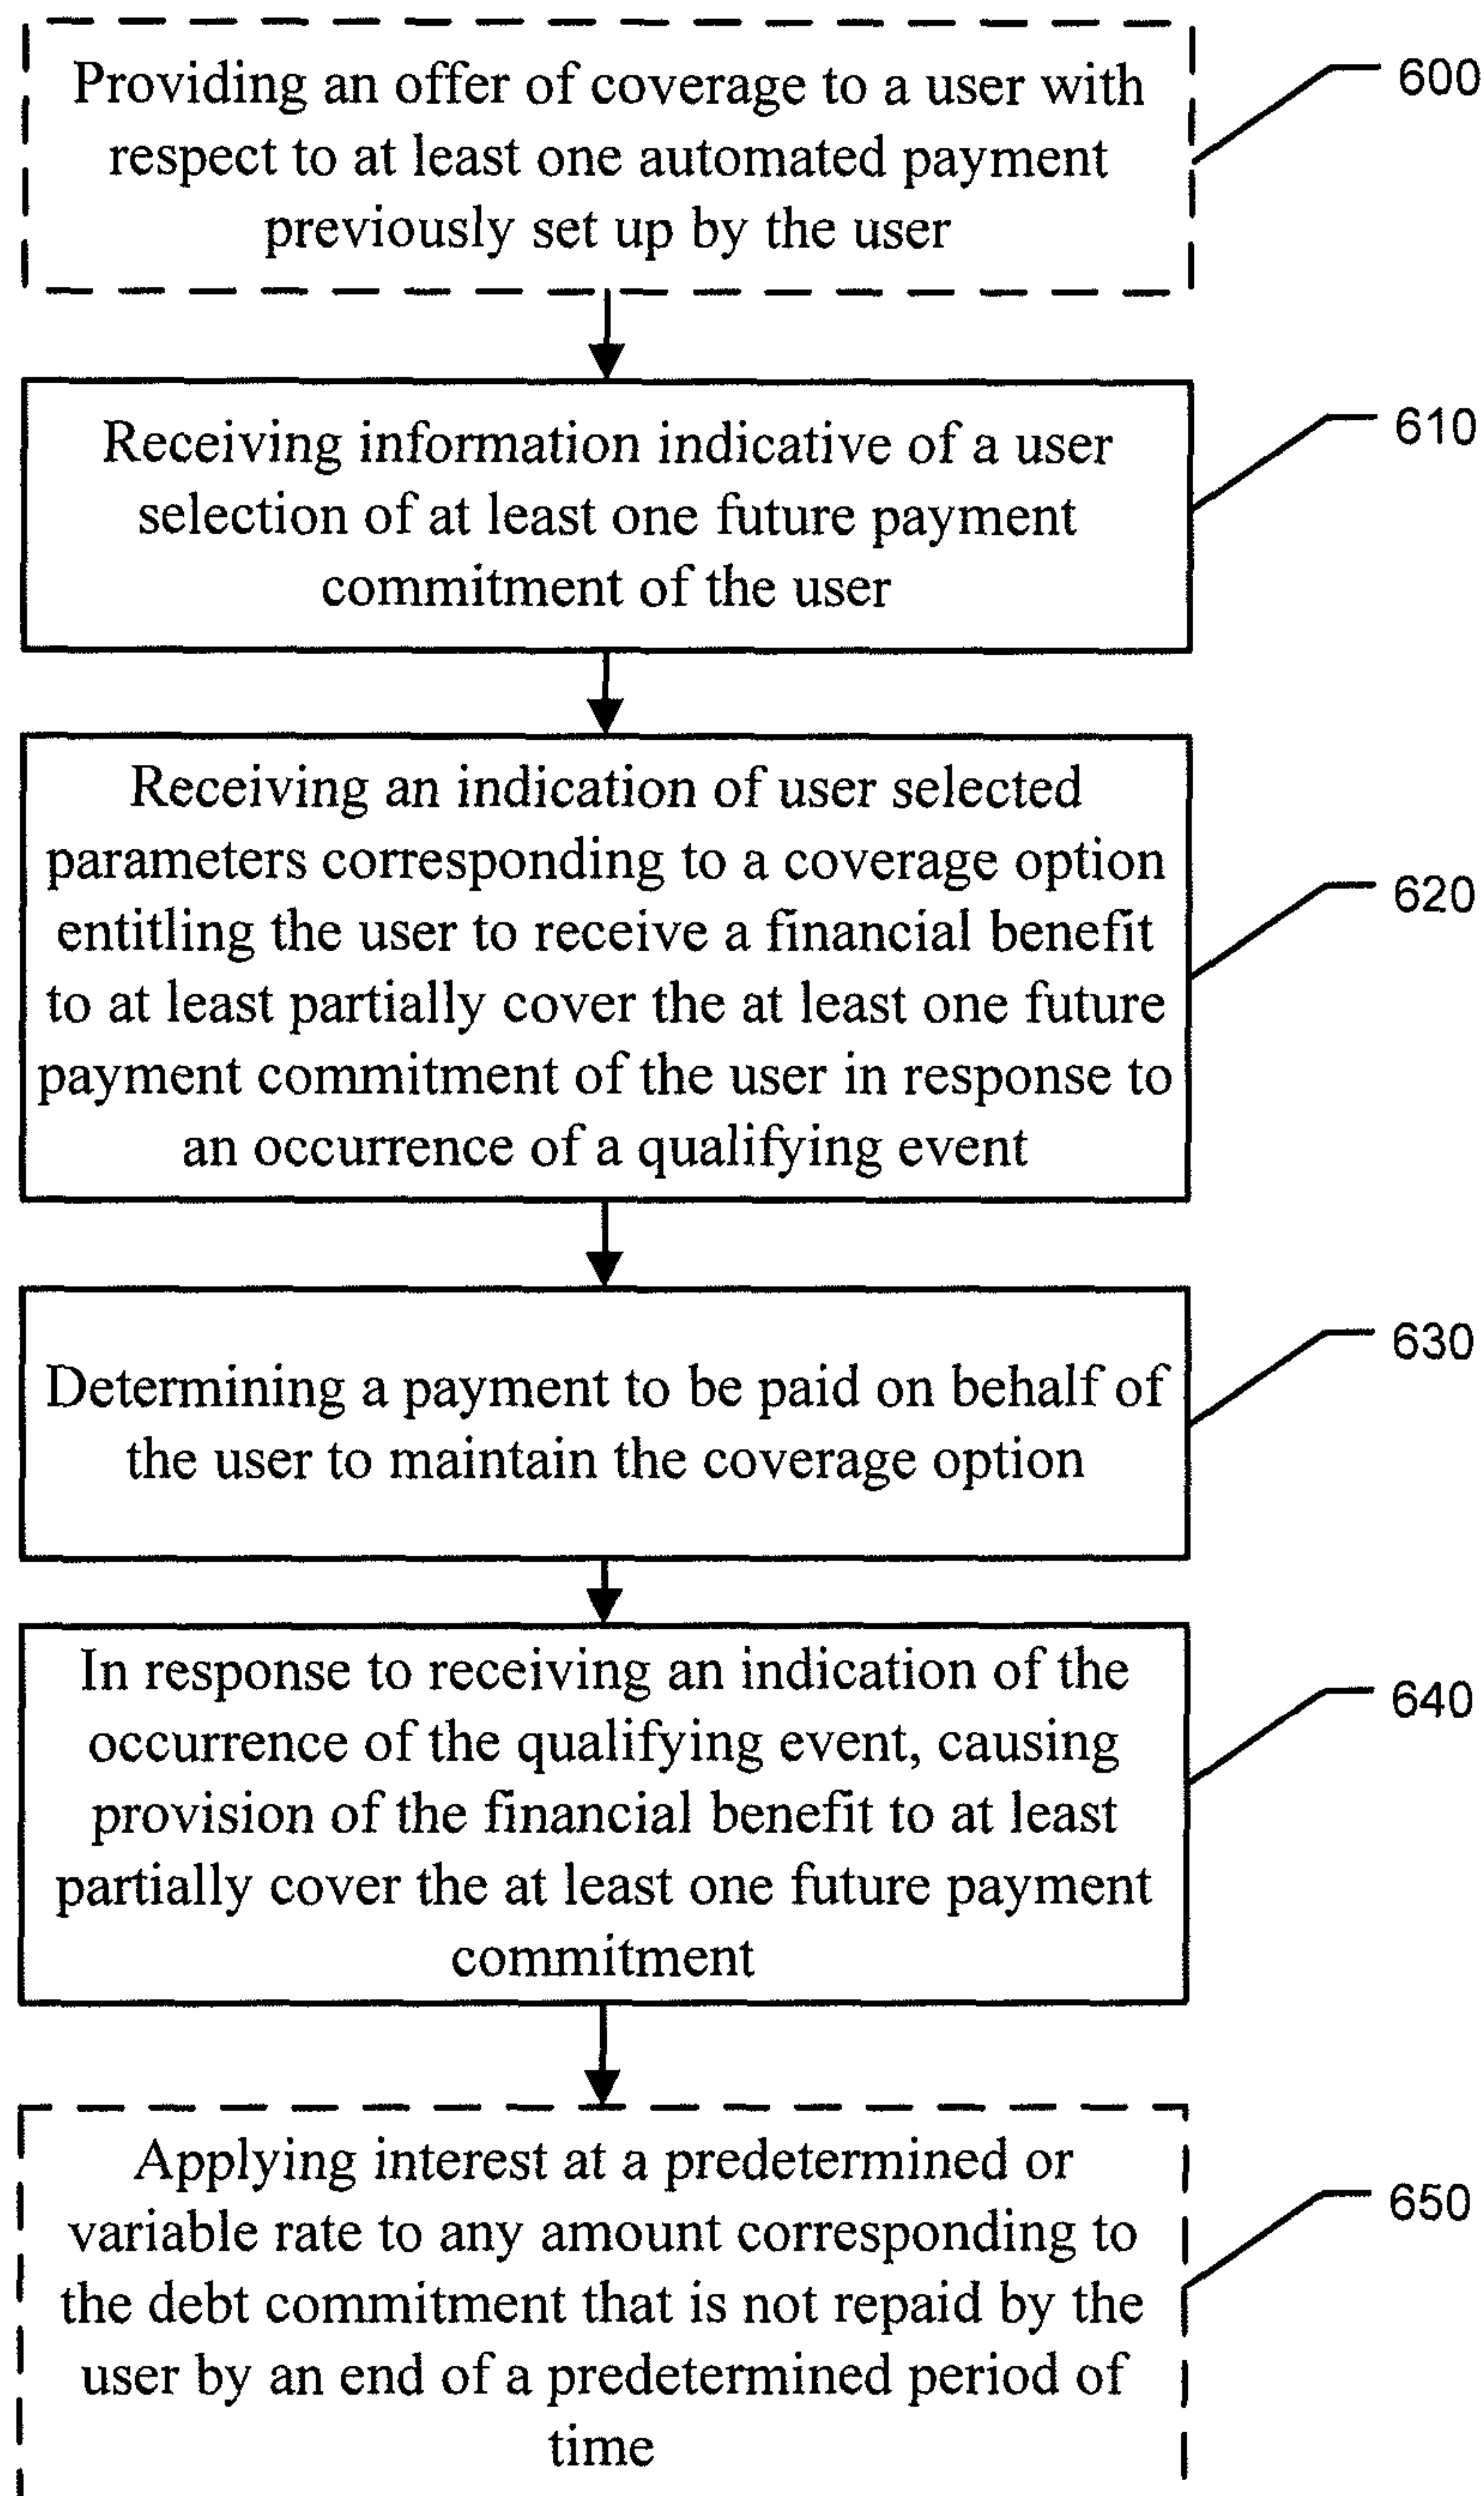 Providing an offer of coverage to a user with
respect to at least one automated payment
previously set up by the user
600
Receiving information indicative of a user
selection of at least one future payment
commitment of the user
610
Receiving an indication of user selected
parameters corresponding to a coverage option
entitling the user to receive a financial benefit
to at least partially cover the at least one future
payment commitment of the user in response to
an occurrence of a qualifying event
620
Determining a payment to be paid on behalf of
the user to maintain the coverage option
630
In response to receiving an indication of the
occurrence of the qualifying event, causing
provision of the financial benefit to at least
partially cover the at least one future payment
commitment
640
Applying interest at a predetermined or
variable rate to any amount corresponding to
the debt commitment that is not repaid by the
user by an end of a predetermined period of
time
650